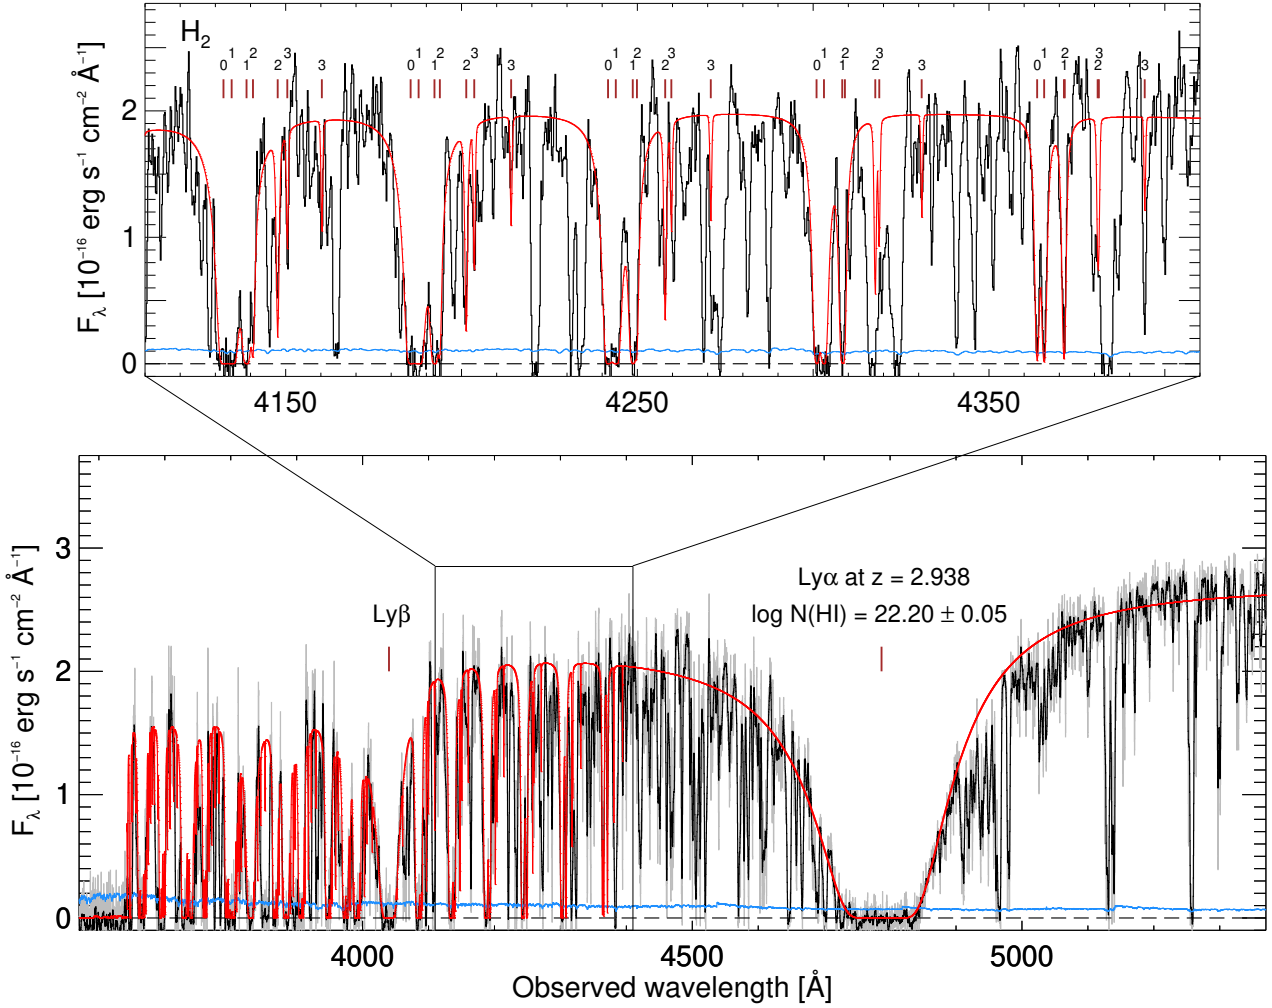 H2
0 1 1 2 2 3 3 0 1 1 2 2 3 3 0 1 1 2 2 3 3 0 1 1 2 2 3 3 0 1 1 2 2 3 3
2
1
0
Fλ [10⁻¹⁶ erg s⁻¹ cm⁻² Å⁻¹]
4150 4250 4350
3
2
1
0
Fλ [10⁻¹⁶ erg s⁻¹ cm⁻² Å⁻¹]
Lyβ
Lyα at z = 2.938
log N(HI) = 22.20 ± 0.05
4000 4500 5000
Observed wavelength [Å]